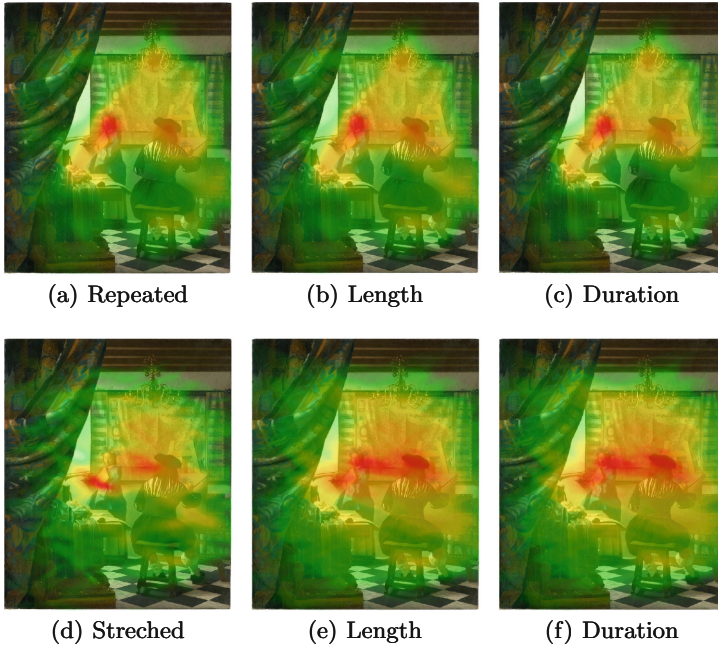 (a) Repeated
(b) Length
(c) Duration
(d) Streched
(e) Length
(f) Duration